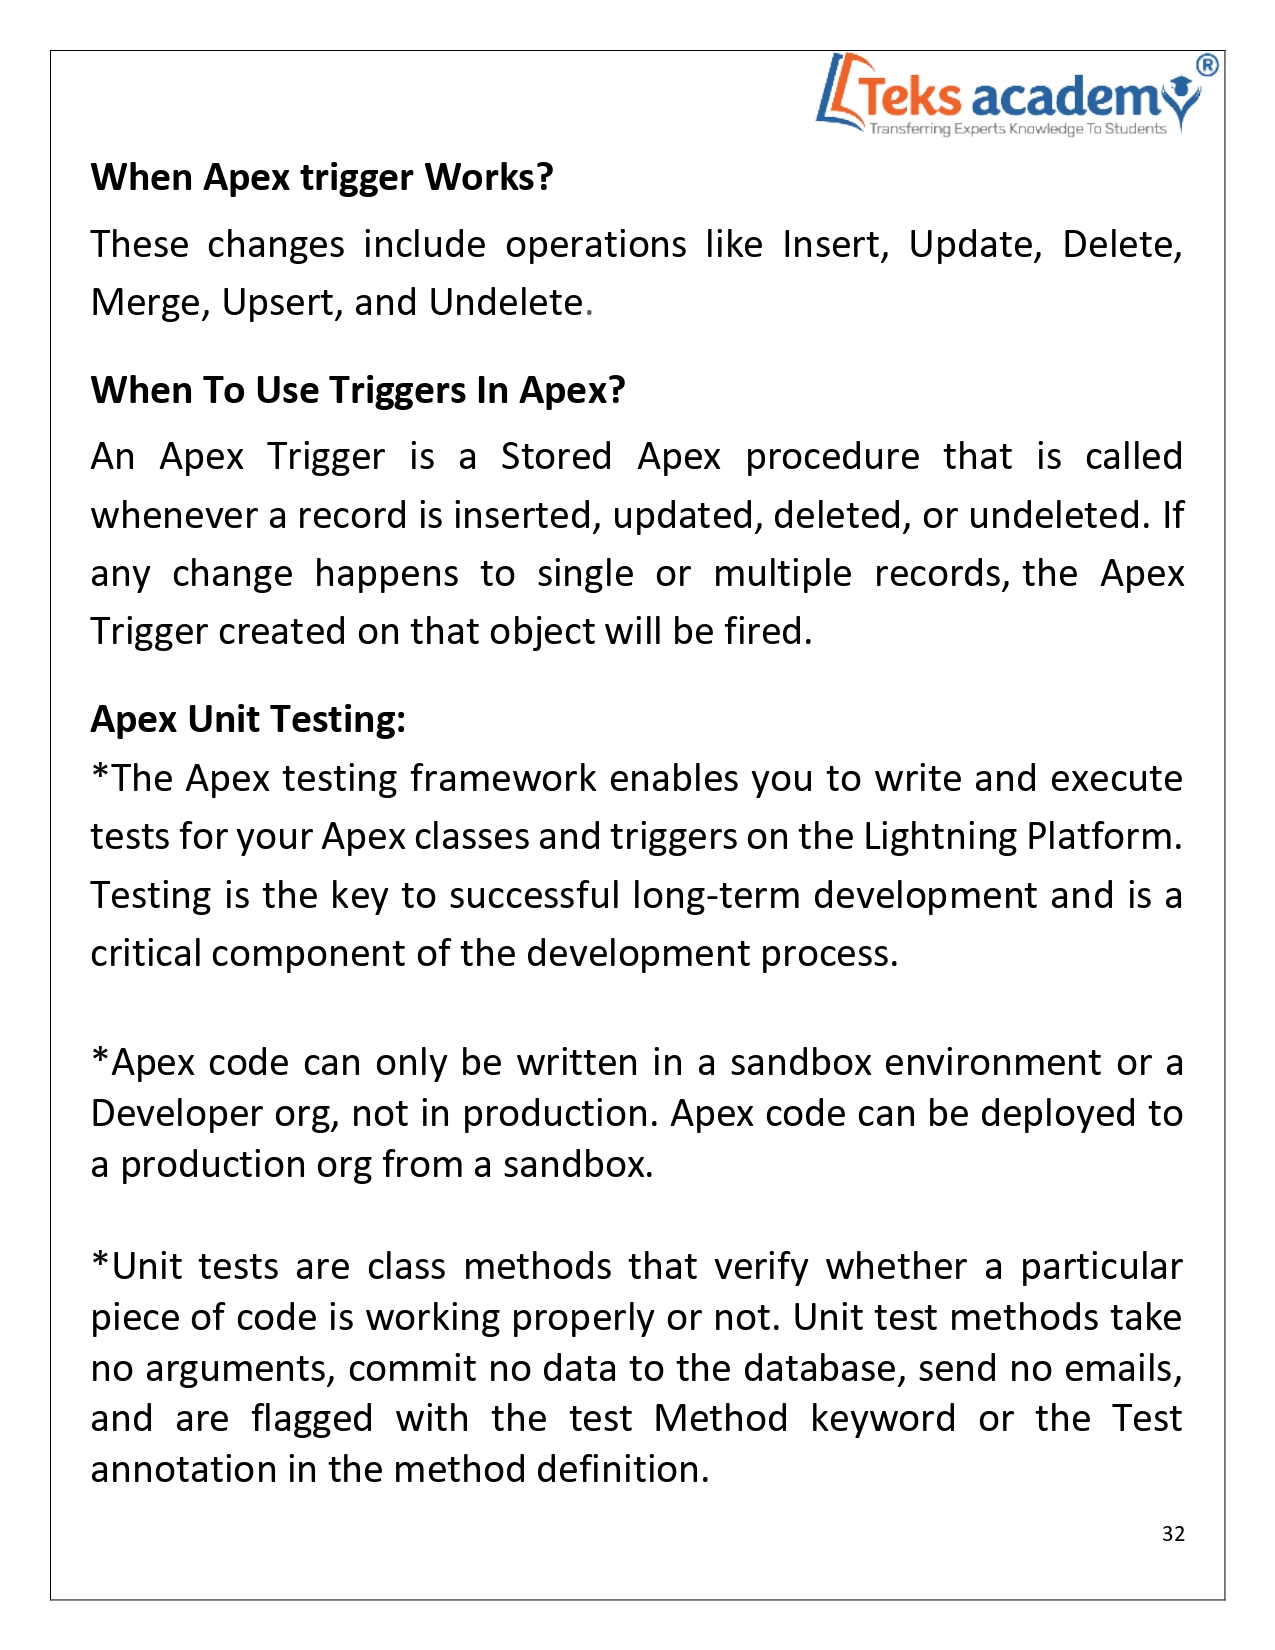 Teks academy®
Transferring Experts Knowledge To Students
When Apex trigger Works?
These changes include operations like Insert, Update, Delete,
Merge, Upsert, and Undelete.
When To Use Triggers In Apex?
An Apex Trigger is a Stored Apex procedure that is called
whenever a record is inserted, updated, deleted, or undeleted. If
any change happens to single or multiple records, the Apex
Trigger created on that object will be fired.
Apex Unit Testing:
*The Apex testing framework enables you to write and execute
tests for your Apex classes and triggers on the Lightning Platform.
Testing is the key to successful long-term development and is a
critical component of the development process.
*Apex code can only be written in a sandbox environment or a
Developer org, not in production. Apex code can be deployed to
a production org from a sandbox.
*Unit tests are class methods that verify whether a particular
piece of code is working properly or not. Unit test methods take
no arguments, commit no data to the database, send no emails,
and are flagged with the test Method keyword or the Test
annotation in the method definition.
32